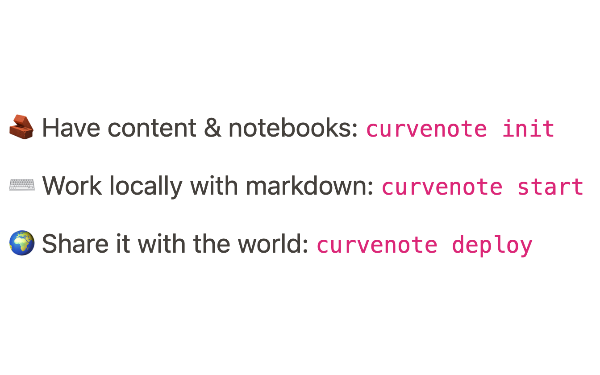 🧱 Have content & notebooks: curvenote init
⌨️ Work locally with markdown: curvenote start
🌍 Share it with the world: curvenote deploy